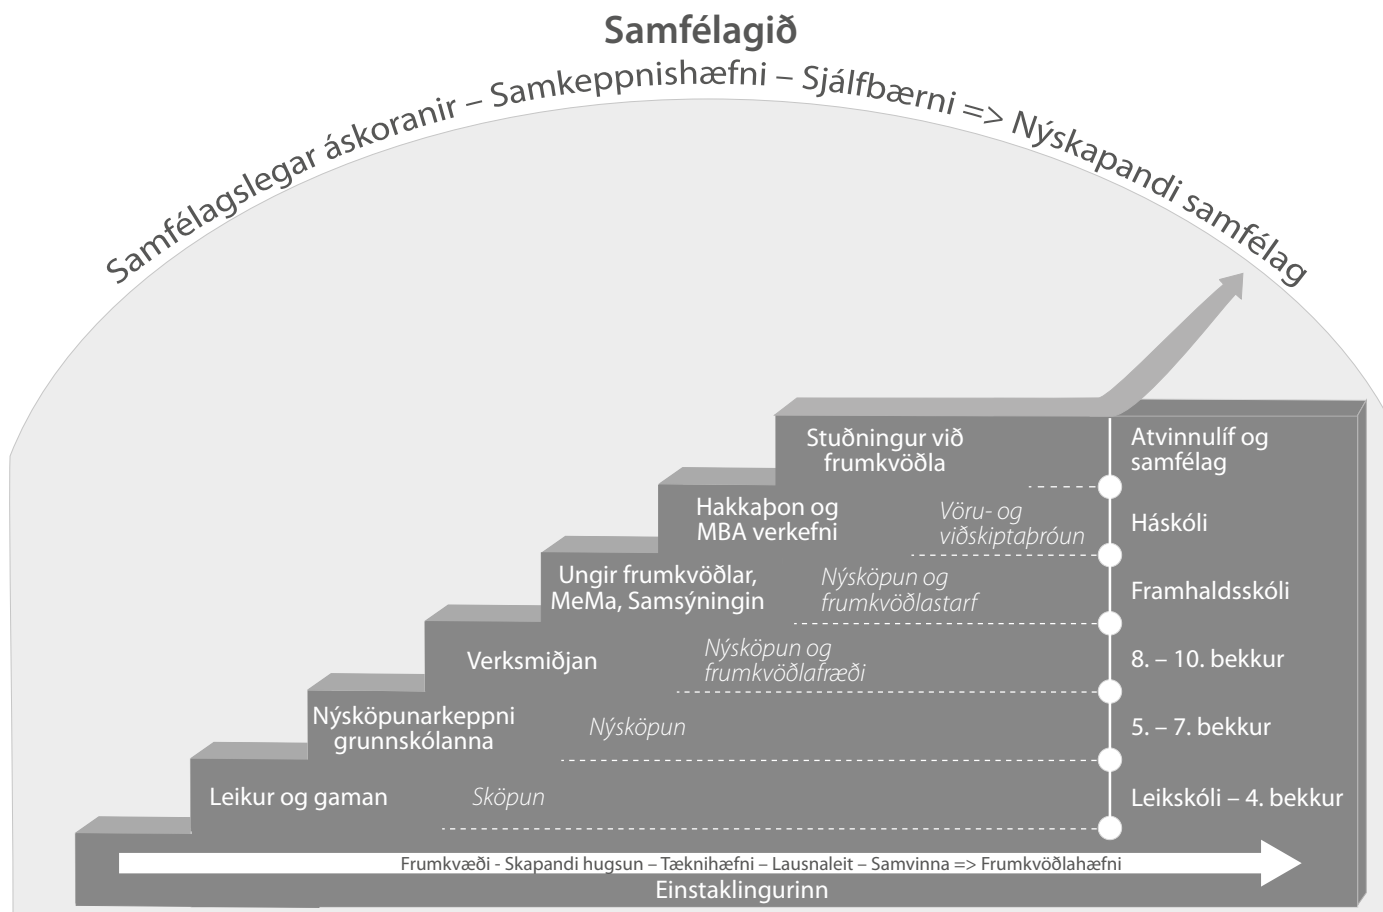 Samfélagið
Samfélagslegar áskoranir – Samkeppnishæfni – Sjálfbærni => Nýskapandi samfélag
Stuðningur við
frumkvöðla
Atvinnulíf og
samfélag
Hakkaþon og
MBA verkefni
Vöru- og
viðskiptaþróun
Háskóli
Ungir frumkvöðlar,
MeMa, Samsýningin
Nýsköpun og
frumkvöðlastarf
Framhaldsskóli
Verksmiðjan
Nýsköpun og
frumkvöðlafræði
8. – 10. bekkur
Nýsköpunarkeppni
grunnskólanna
Nýsköpun
5. – 7. bekkur
Leikur og gaman
Sköpun
Leikskóli – 4. bekkur
Frumkvæði - Skapandi hugsun – Tæknihæfni – Lausnaleit – Samvinna => Frumkvöðlahæfni
Einstaklingurinn